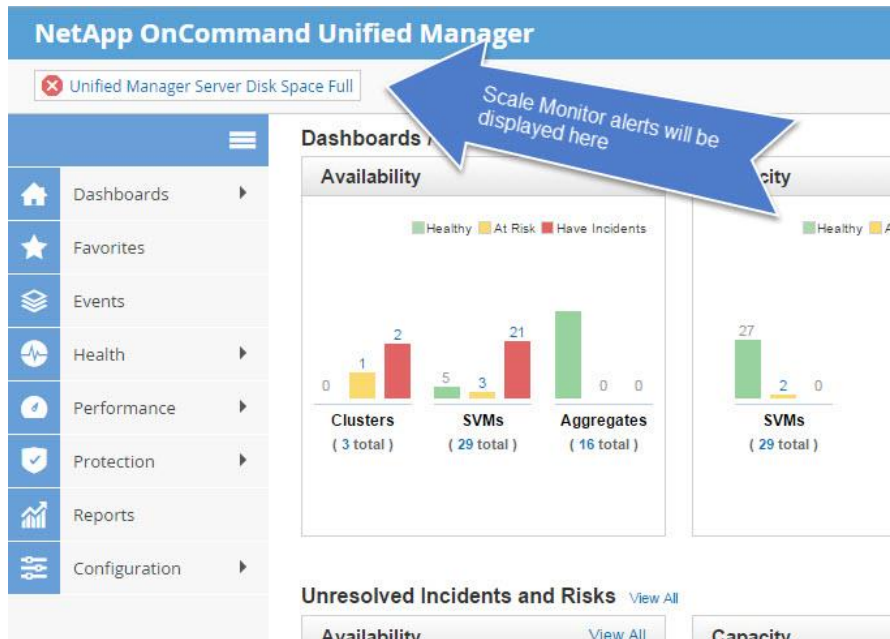 NetApp OnCommand Unified Manager
Unified Manager Server Disk Space Full
Scale Monitor alerts will be
displayed here
Dashboards /
Dashboards
Favorites
Events
Health
Performance
Protection
Reports
Configuration
Availability
Healthy At Risk Have Incidents
0 1 2
5 3 21
0 0
Clusters SVMs Aggregates
( 3 total ) ( 29 total ) ( 16 total )
city
Healthy A
27 2 0
SVMs
( 29 total )
Unresolved Incidents and Risks View All
Availability View All
Capacity